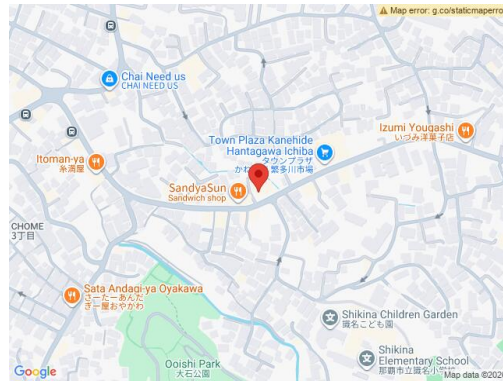 Map error: g.co/staticmaperro
Chai Need us
CHAI NEED US
Izumi Yougashi
いづみ洋菓子店
Town Plaza Kanehide
Hantagawa Ichiba
タウンプラザ
繁多川市場
Itoman-ya
糸満屋
SandyaSun
Sandwich shop
CHOME
3丁目
Sata Andagi-ya Oyakawa
さーたーあんだ
ぎー屋おやかわ
Shikina Children Garden
識名こども園
Ooishi Park
大石公園
Shikina
Elementary School
那覇市立識名小学校
Google
Map data ©202